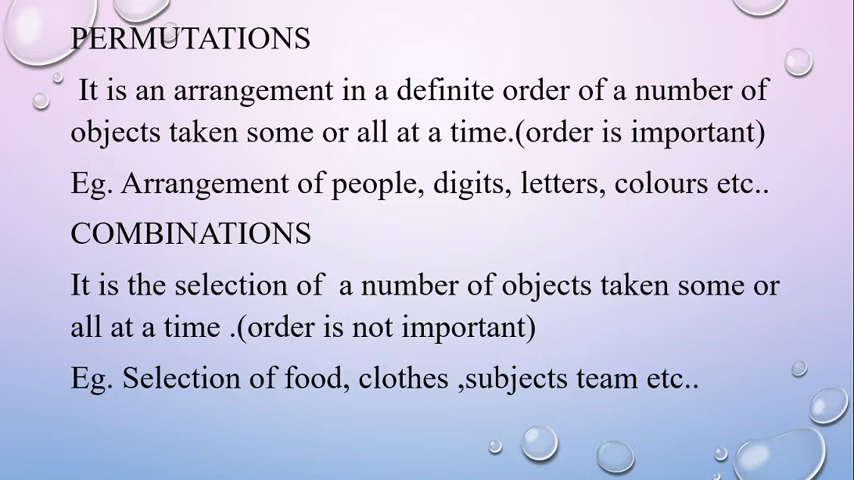 PERMUTATIONS
It is an arrangement in a definite order of a number of
objects taken some or all at a time.(order is important)
Eg. Arrangement of people, digits, letters, colours etc..
COMBINATIONS
It is the selection of  a number of objects taken some or
all at a time .(order is not important)
Eg. Selection of food, clothes ,subjects team etc..